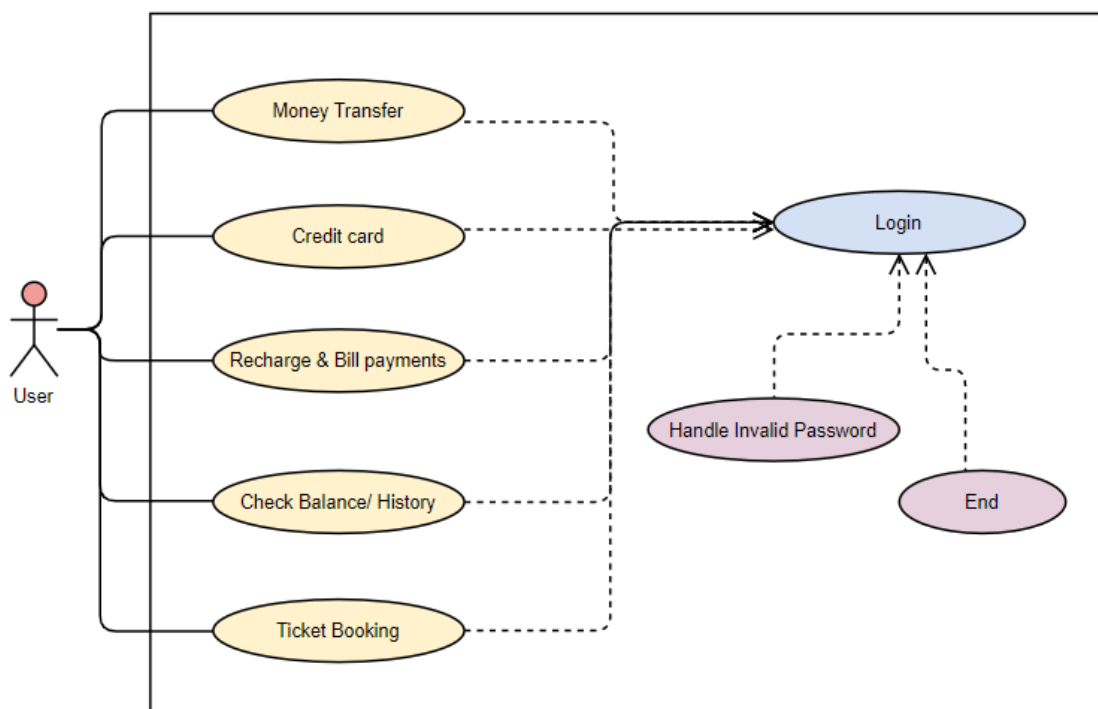 Money Transfer
Credit card
Login
User
Recharge & Bill payments
Handle Invalid Password
Check Balance/ History
End
Ticket Booking